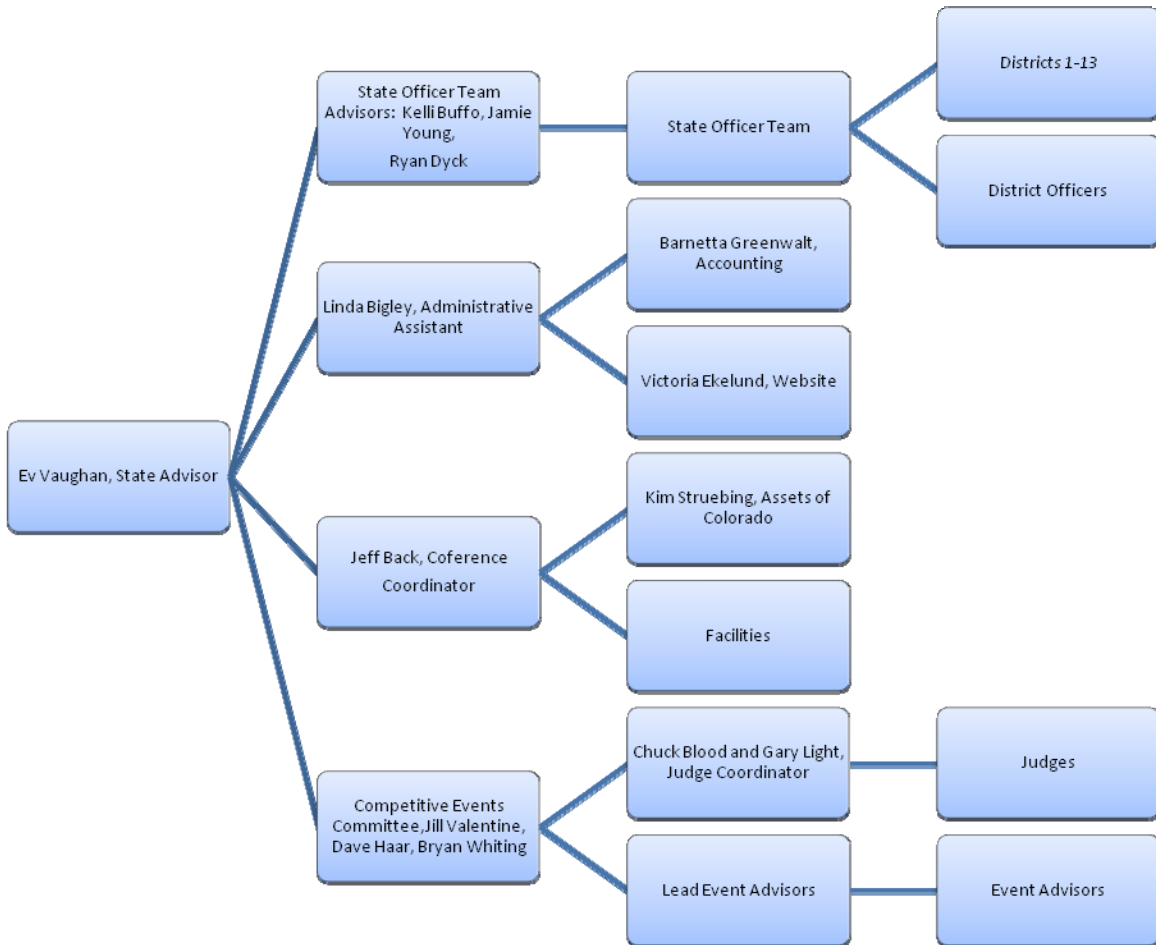 Districts 1-13
State Officer Team
Advisors: Kelli Buffo, Jamie
Young,
Ryan Dyck
State Officer Team
District Officers
Barnetta Greenwalt,
Accounting
Linda Bigley, Administrative
Assistant
Victoria Ekelund, Website
Ev Vaughan, State Advisor
Kim Struebing, Assets of
Colorado
Jeff Back, Coference
Coordinator
Facilities
Chuck Blood and Gary Light,
Judge Coordinator
Judges
Competitive Events
Committee,Jill Valentine,
Dave Haar, Bryan Whiting
Lead Event Advisors
Event Advisors